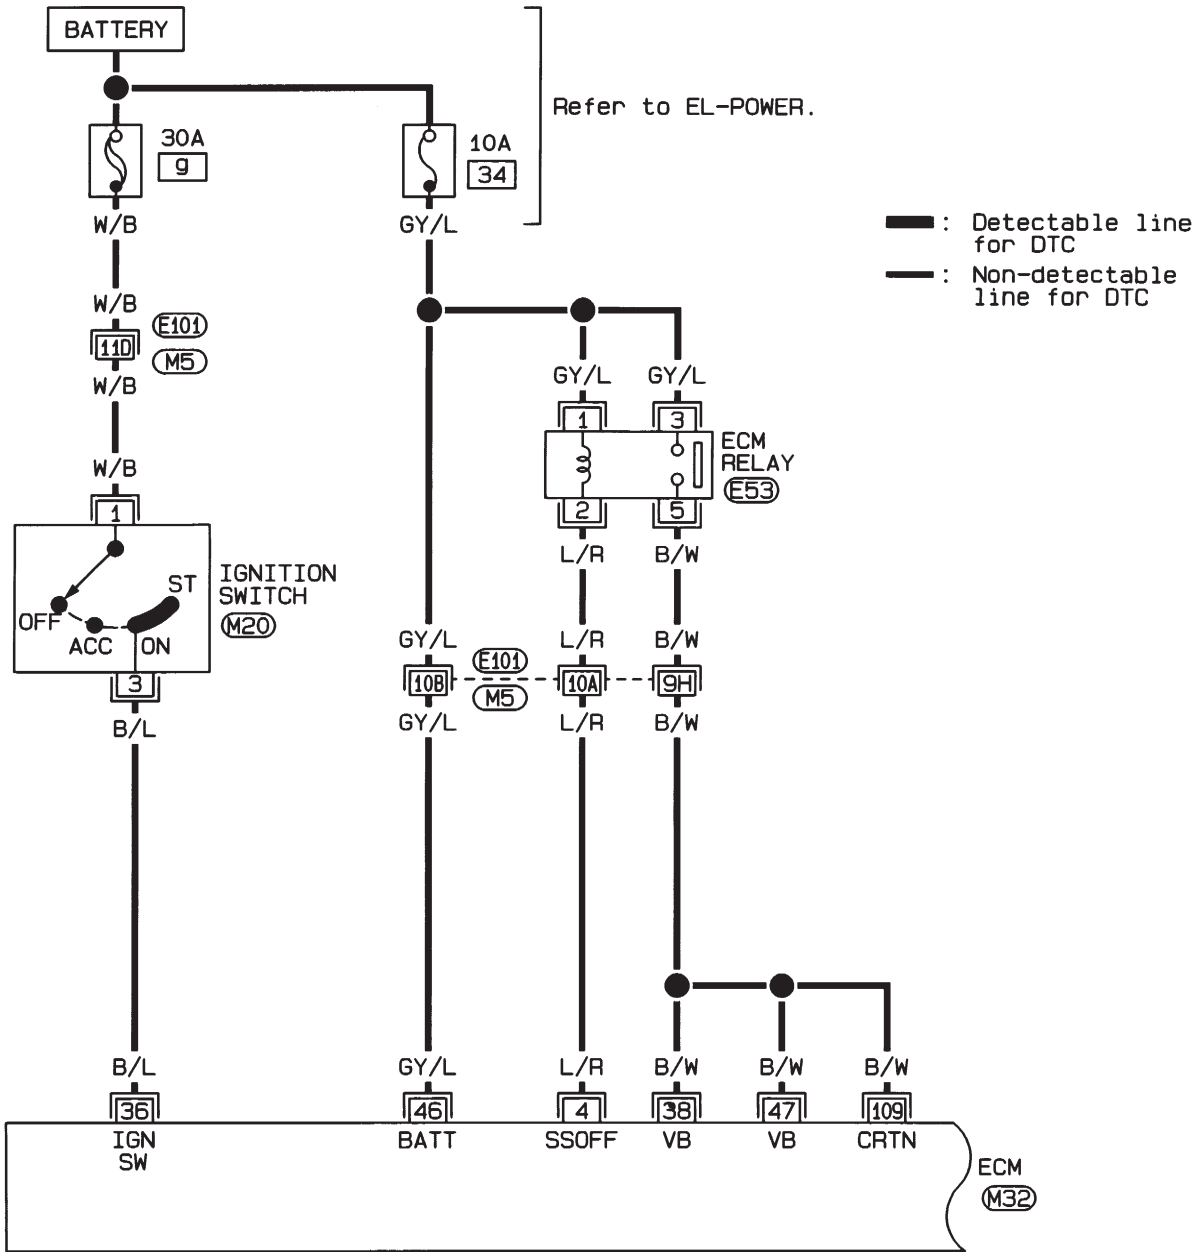 BATTERY
Refer to EL-POWER.
30A
g
10A
34
W/B
GY/L
Detectable line
for DTC
Non-detectable
line for DTC
W/B
E101
11D
M5
W/B
GY/L
GY/L
1
3
ECM
RELAY
E53
W/B
1
2
5
L/R
B/W
IGNITION
SWITCH
M20
ST
OFF
ACC
ON
3
B/L
GY/L
L/R
B/W
E101
10B
10A
9H
M5
GY/L
L/R
B/W
B/L
GY/L
L/R
B/W
B/W
B/W
36
46
4
38
47
109
IGN
SW
BATT
SSOFF
VB
VB
CRTN
ECM
M32